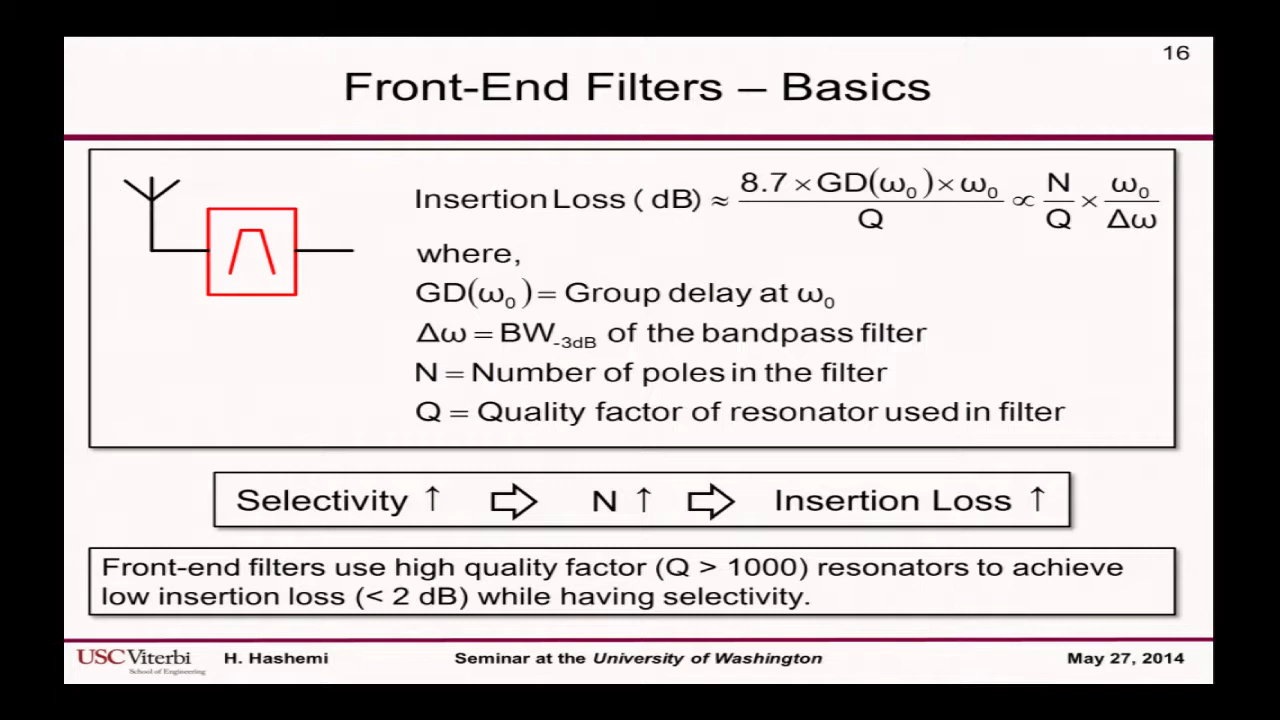 16
Front-End Filters – Basics
Insertion Loss ( dB) ≈ 8.7 × GD(ω₀) × ω₀ / Q ∝ N / Q × ω₀ / Δω
where,
GD(ω₀) = Group delay at ω₀
Δω = BW-3dB of the bandpass filter
N = Number of poles in the filter
Q = Quality factor of resonator used in filter
Selectivity ↑ ⇨ N ↑ ⇨ Insertion Loss ↑
Front-end filters use high quality factor (Q > 1000) resonators to achieve
low insertion loss (< 2 dB) while having selectivity.
USC Viterbi
School of Engineering
H. Hashemi
Seminar at the University of Washington
May 27, 2014